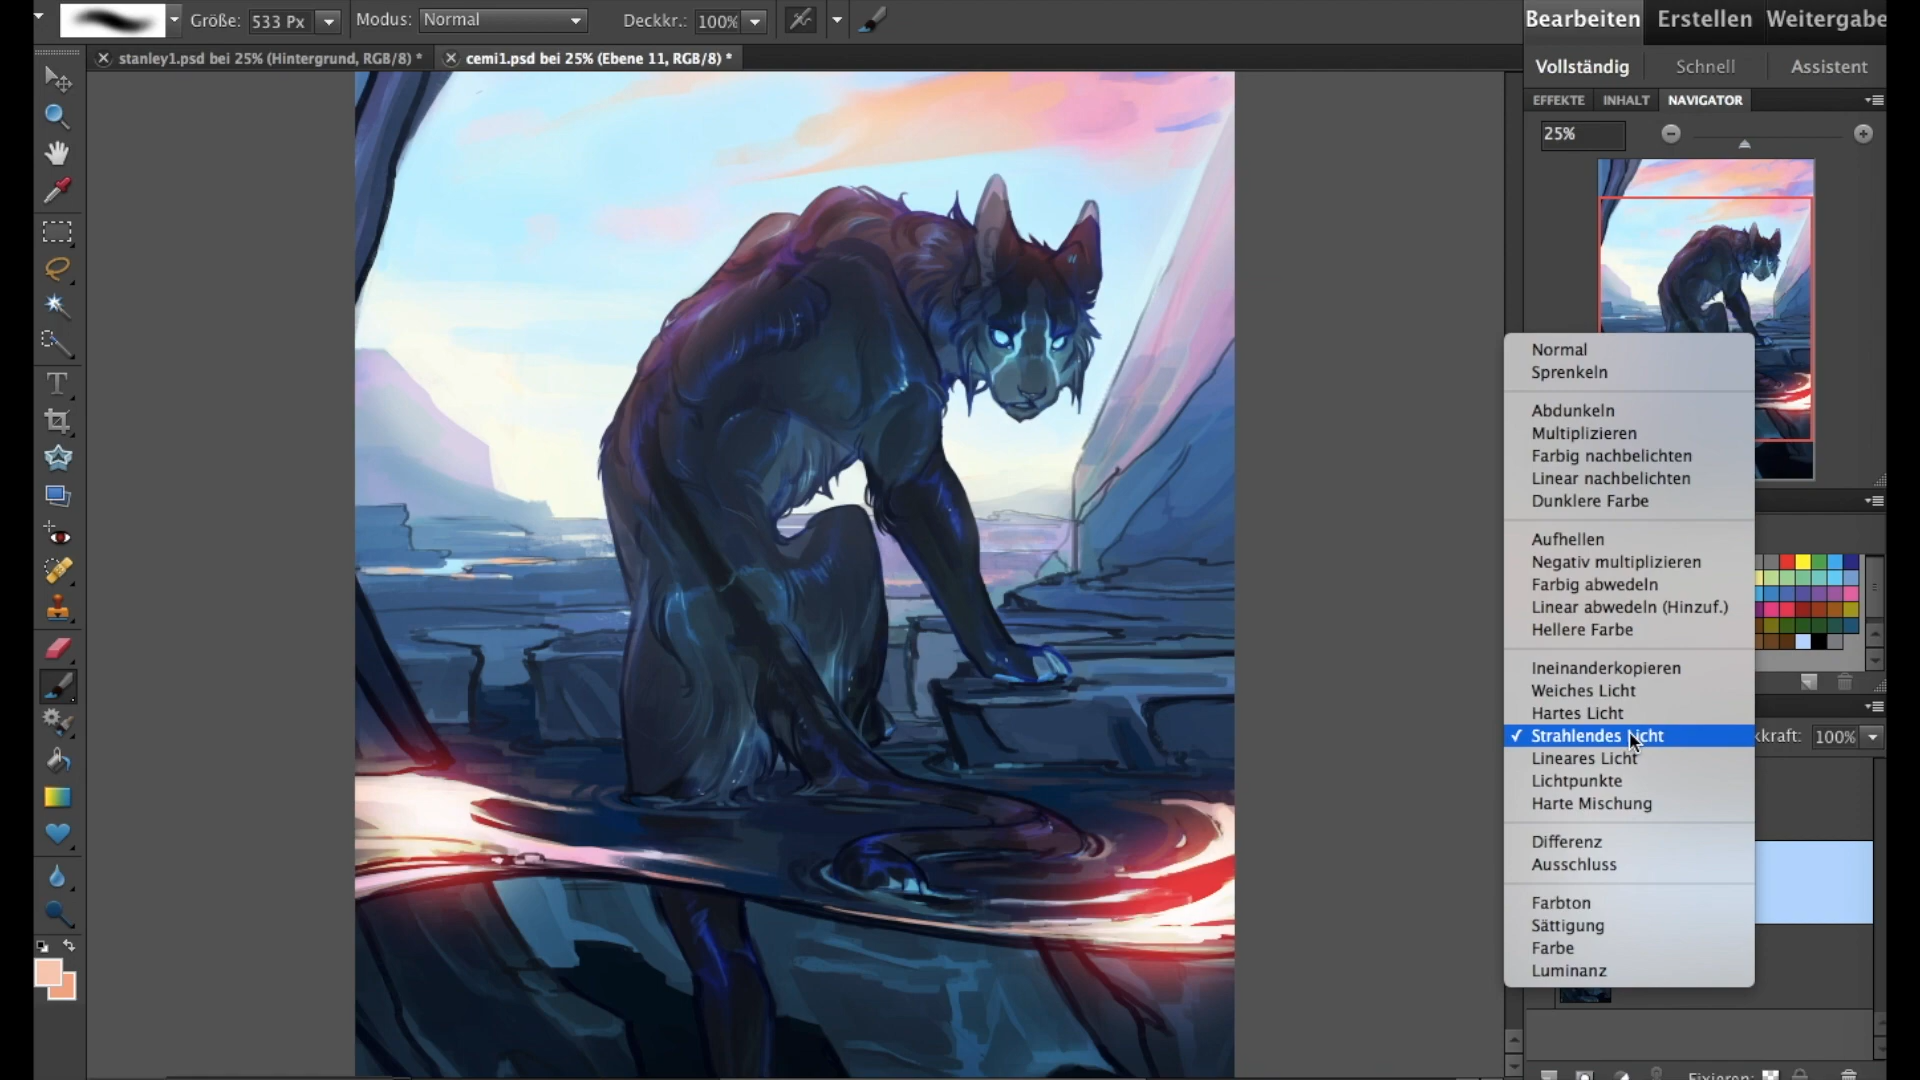 Größe: 533 Px Modus: Normal Deckkr.: 100%
Bearbeiten Erstellen Weitergabe
stanley1.psd bei 25% (Hintergrund, RGB/8) * cemi1.psd bei 25% (Ebene 11, RGB/8) *
Vollständig Schnell Assistent
EFFEKTE INHALT NAVIGATOR
25%
Normal
Sprenkeln
Abdunkeln
Multiplizieren
Farbig nachbelichten
Linear nachbelichten
Dunklere Farbe
Aufhellen
Negativ multiplizieren
Farbig abwedeln
Linear abwedeln (Hinzuf.)
Hellere Farbe
Ineinanderkopieren
Weiches Licht
Hartes Licht
✓ Strahlendes Licht
kkraft: 100%
Lineares Licht
Lichtpunkte
Harte Mischung
Differenz
Ausschluss
Farbton
Sättigung
Farbe
Luminanz
Fixieren: